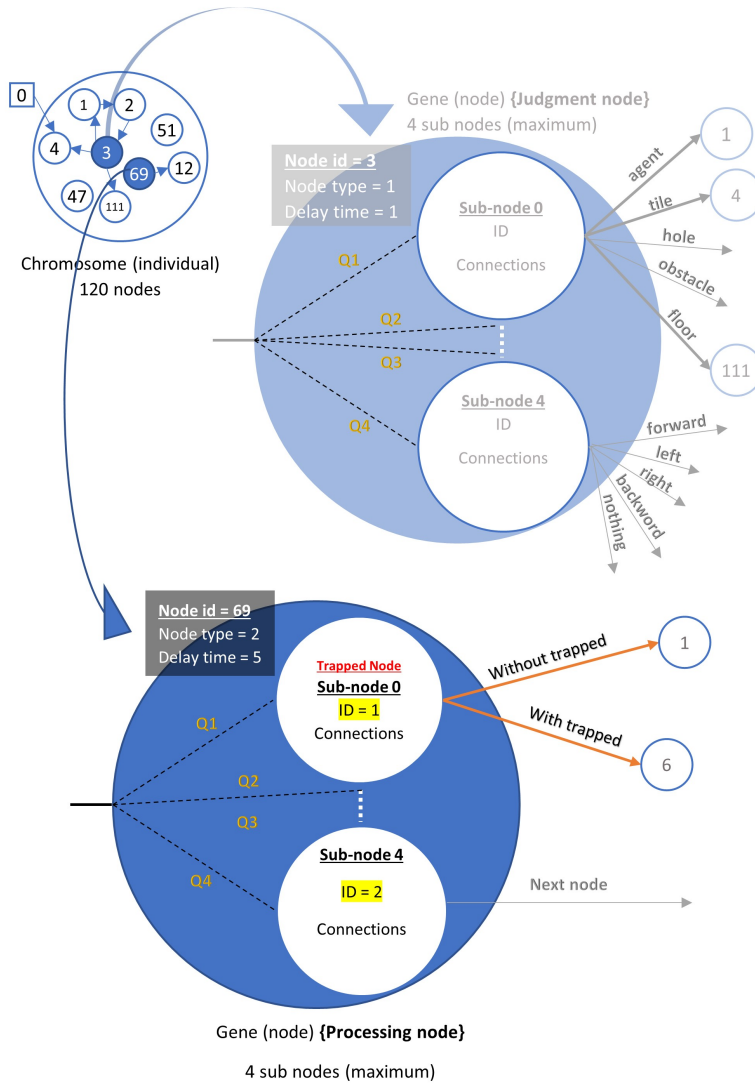 0
1
2
51
4
3
69
12
47
111
Chromosome (individual)
120 nodes
Gene (node) {Judgment node}
4 sub nodes (maximum)
Node id = 3
Node type = 1
Delay time = 1
Sub-node 0
ID
Connections
Q1
Q2
Q3
Q4
Sub-node 4
ID
Connections
agent
1
tile
4
hole
obstacle
floor
111
forward
left
right
backword
nothing
Node id = 69
Node type = 2
Delay time = 5
Trapped Node
Sub-node 0
ID = 1
Connections
Q1
Q2
Q3
Q4
Sub-node 4
ID = 2
Connections
Without trapped
1
With trapped
6
Next node
Gene (node) {Processing node}
4 sub nodes (maximum)